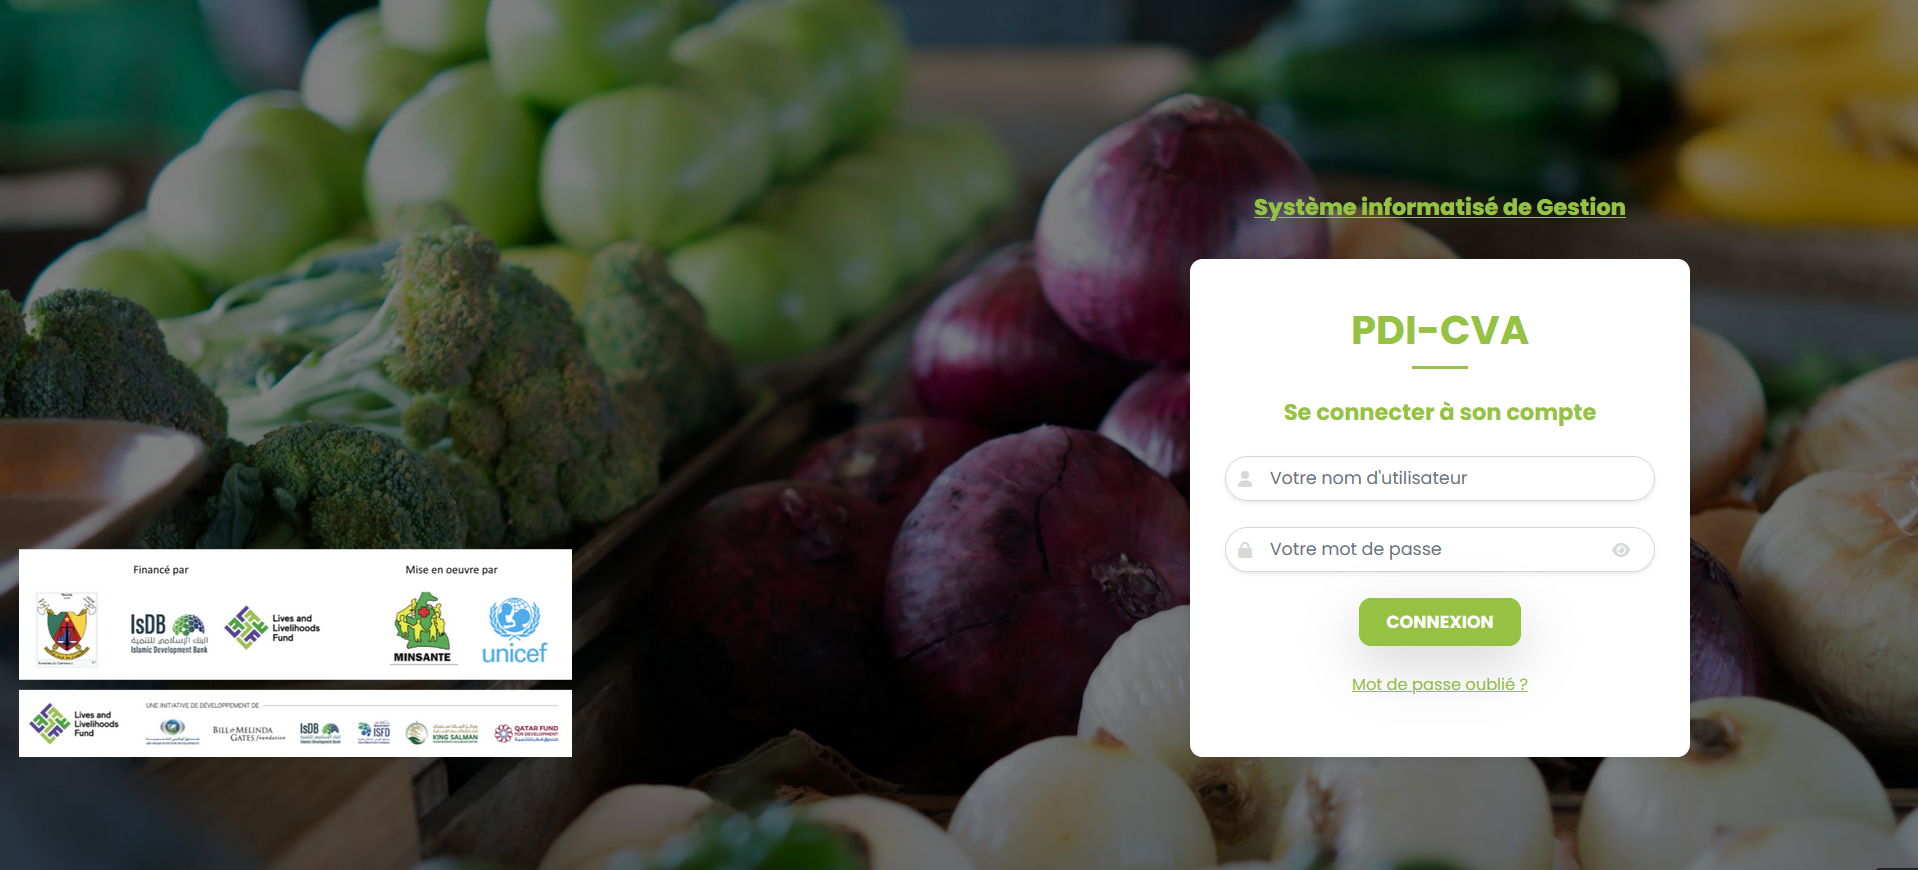 Système informatisé de Gestion
PDI-CVA
Se connecter à son compte
Votre nom d'utilisateur
Votre mot de passe
CONNEXION
Mot de passe oublié ?
Financé par
Mise en oeuvre par
IsDB
البنك الإسلامي للتنمية
Islamic Development Bank
Lives and
Livelihoods
Fund
MINSANTE
unicef
Lives and
Livelihoods
Fund
UNE INITIATIVE DE DÉVELOPPEMENT DE
BILL & MELINDA
GATES foundation
IsDB
ISFD
KING SALMAN
QATAR FUND
FOR DEVELOPMENT